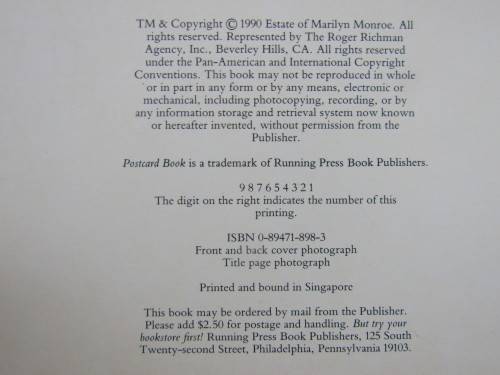 TM & Copyright © 1990 Estate of Marilyn Monroe. All
rights reserved. Represented by The Roger Richman
Agency, Inc., Beverley Hills, CA. All rights reserved
under the Pan-American and International Copyright
Conventions. This book may not be reproduced in whole
or in part in any form or by any means, electronic or
mechanical, including photocopying, recording, or by
any information storage and retrieval system now known
or hereafter invented, without permission from the
Publisher.
Postcard Book is a trademark of Running Press Book Publishers.
9 8 7 6 5 4 3 2 1
The digit on the right indicates the number of this
printing.
ISBN 0-89471-898-3
Front and back cover photograph
Title page photograph
Printed and bound in Singapore
This book may be ordered by mail from the Publisher.
Please add $2.50 for postage and handling. But try your
bookstore first! Running Press Book Publishers, 125 South
Twenty-second Street, Philadelphia, Pennsylvania 19103.